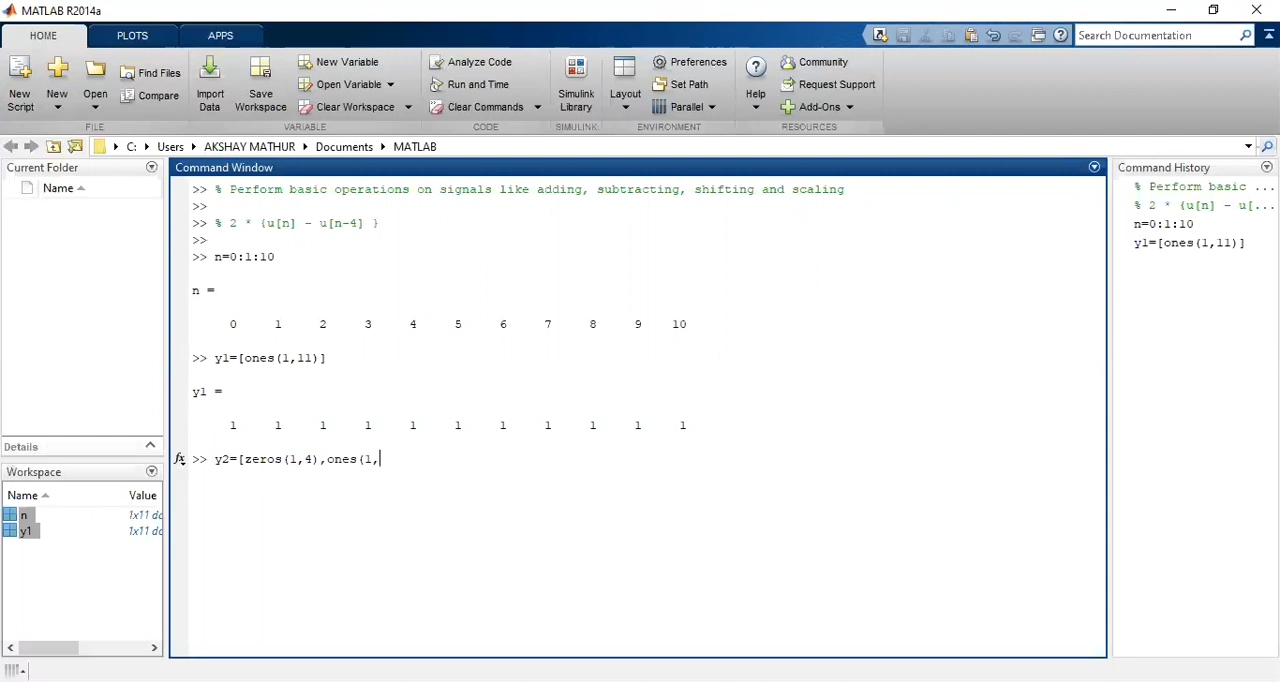 MATLAB R2014a
HOME PLOTS APPS Search Documentation
New Script New Open Find Files Compare Import Data Save Workspace New Variable Open Variable Clear Workspace Analyze Code Run and Time Clear Commands Simulink Library Layout Preferences Set Path Parallel Help Community Request Support Add-Ons
FILE VARIABLE CODE SIMULINK ENVIRONMENT RESOURCES
C: Users AKSHAY MATHUR Documents MATLAB
Current Folder
Name
Details
Workspace
Name Value
n 1x11 do
y1 1x11 do
Command Window
>> % Perform basic operations on signals like adding, subtracting, shifting and scaling
>>
>> % 2 * {u[n] - u[n-4] }
>>
>> n=0:1:10
n =
0 1 2 3 4 5 6 7 8 9 10
>> y1=[ones(1,11)]
y1 =
1 1 1 1 1 1 1 1 1 1 1
fx >> y2=[zeros(1,4),ones(1,
Command History
% Perform basic ...
% 2 * {u[n] - u[...
n=0:1:10
y1=[ones(1,11)]